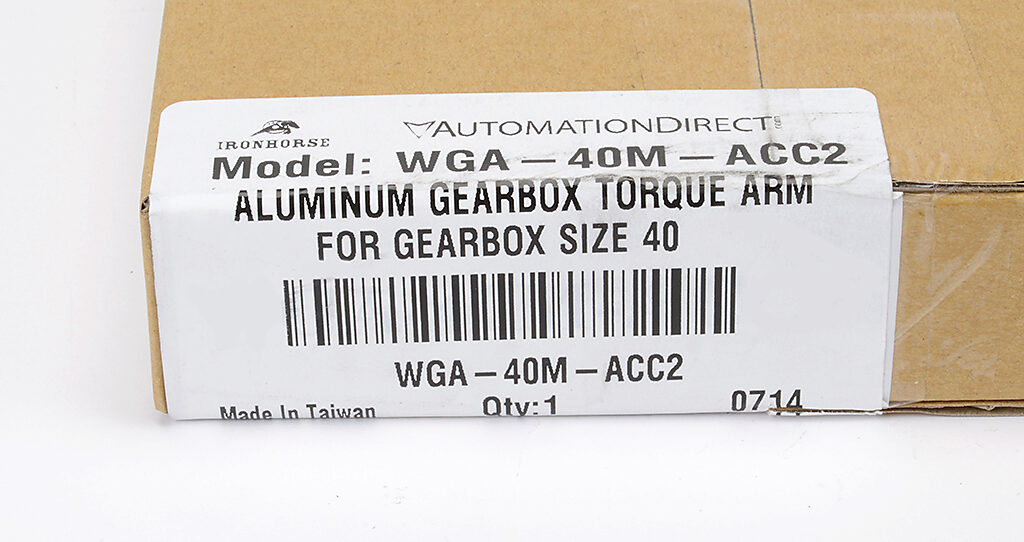 IRONHORSE
AUTOMATIONDIRECT.com
Model: WGA-40M-ACC2
ALUMINUM GEARBOX TORQUE ARM
FOR GEARBOX SIZE 40
WGA-40M-ACC2
Made In Taiwan Qty:1 0714